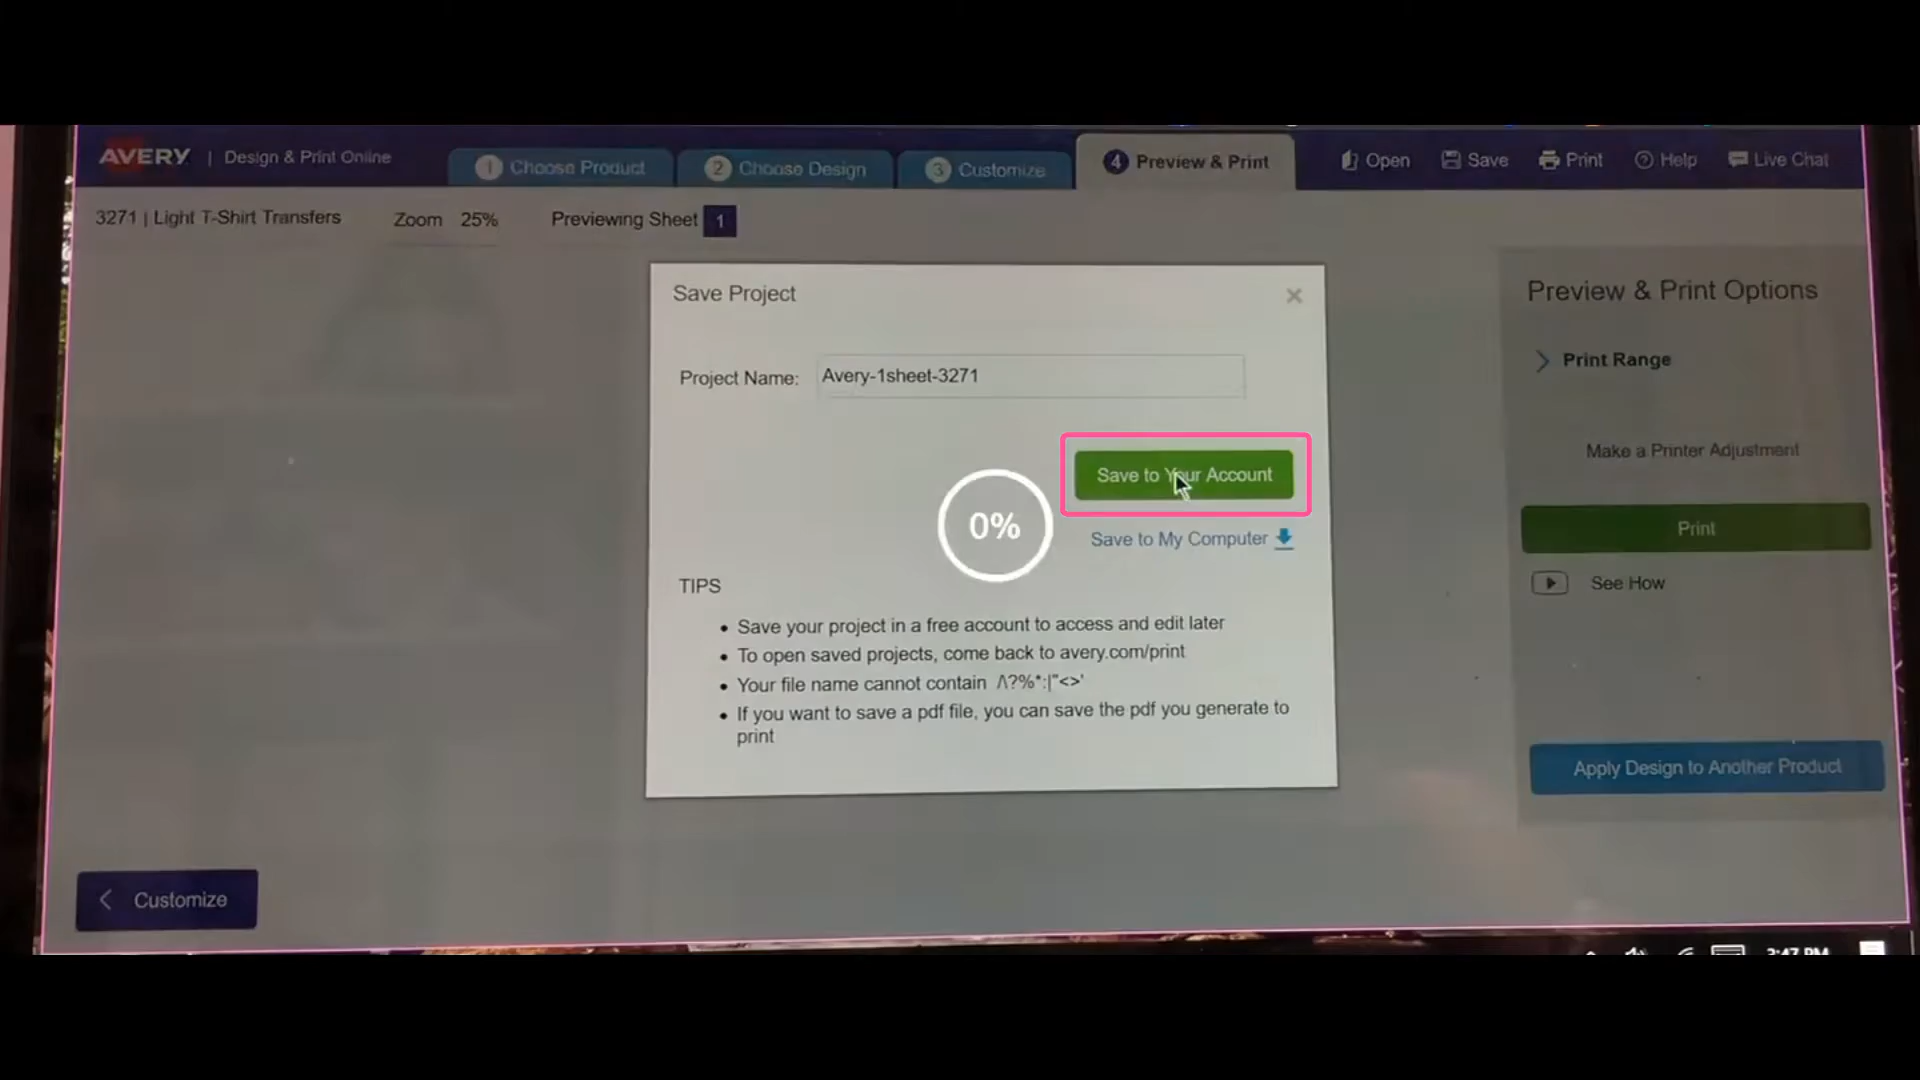 AVERY | Design & Print Online
1 Choose Product
2 Choose Design
3 Customize
4 Preview & Print
Open
Save
Print
Help
Live Chat
3271 | Light T-Shirt Transfers
Zoom 25%
Previewing Sheet 1
Save Project
Project Name: Avery-1sheet-3271
Save to Your Account
0%
Save to My Computer
TIPS
• Save your project in a free account to access and edit later
• To open saved projects, come back to avery.com/print
• Your file name cannot contain /\?%*:|"<>'
• If you want to save a pdf file, you can save the pdf you generate to
print
Preview & Print Options
Print Range
Make a Printer Adjustment
Print
See How
Apply Design to Another Product
Customize
3:47 PM